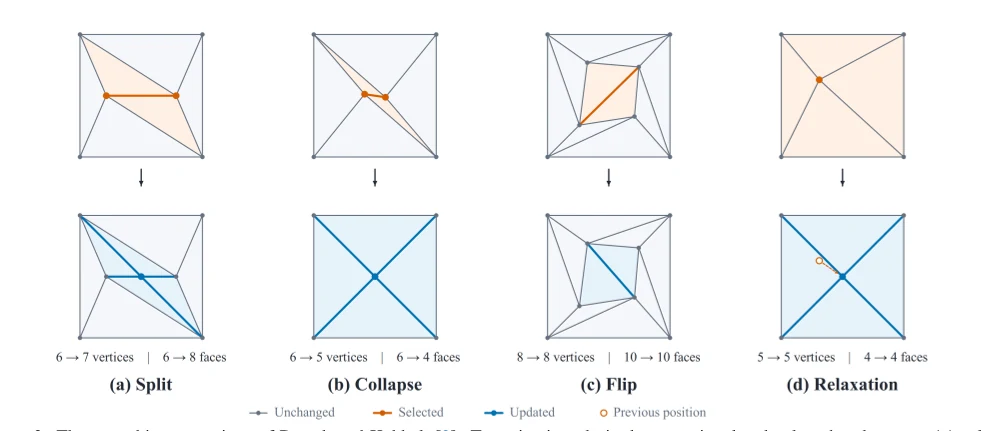 6 → 7 vertices | 6 → 8 faces
6 → 5 vertices | 6 → 4 faces
8 → 8 vertices | 10 → 10 faces
5 → 5 vertices | 4 → 4 faces
(a) Split
(b) Collapse
(c) Flip
(d) Relaxation
Unchanged
Selected
Updated
Previous position